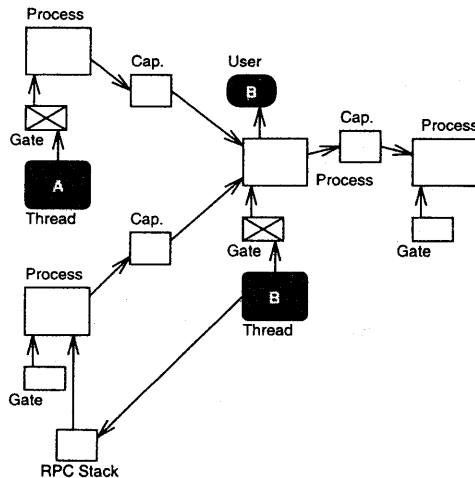 Process
Cap.
User
B
Cap.
Process
Gate
A
Thread
Process
Cap.
Gate
Gate
Process
B
Thread
Gate
RPC Stack